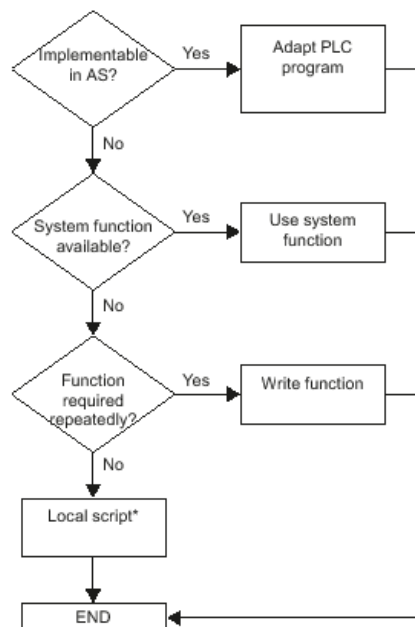 Implementable
in AS?
Yes
Adapt PLC
program
No
System function
available?
Yes
Use system
function
No
Function
required
repeatedly?
Yes
Write function
No
Local script*
END